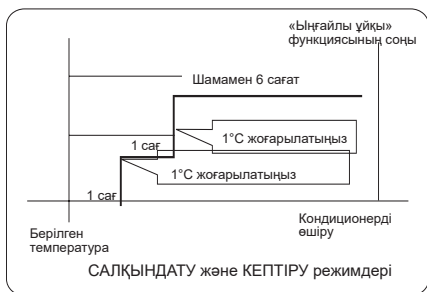 «Ыңғайлы ұйқы»
функциясының соңы
Шамамен 6 сағат
1 сағ
1°C жоғарылатыңыз
1°C жоғарылатыңыз
1 сағ
Берілген
температура
Кондиционерді
өшіру
САЛҚЫНДАТУ және КЕПТІРУ режимдері